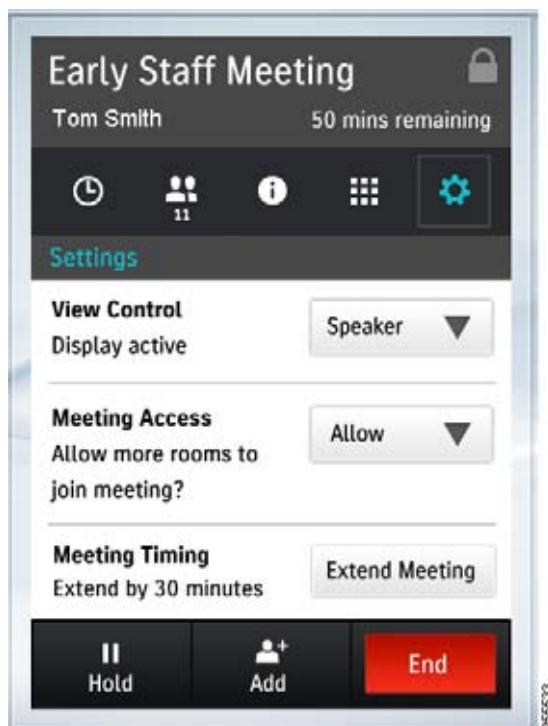 Early Staff Meeting
Tom Smith 50 mins remaining
11
Settings
View Control
Display active
Speaker
Meeting Access
Allow more rooms to
join meeting?
Allow
Meeting Timing
Extend by 30 minutes
Extend Meeting
Hold
Add
End